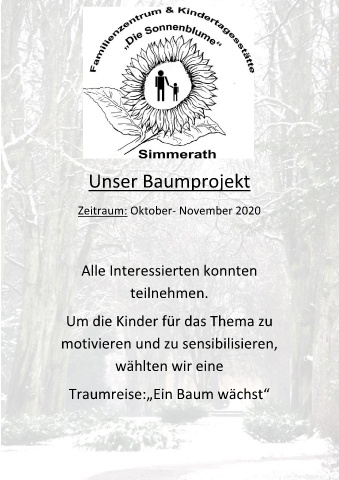 Familienzentrum & Kindertagesstätte
„Die Sonnenblume"
Simmerath
Unser Baumprojekt
Zeitraum: Oktober- November 2020
Alle Interessierten konnten
teilnehmen.
Um die Kinder für das Thema zu
motivieren und zu sensibilisieren,
wählten wir eine
Traumreise:„Ein Baum wächst“